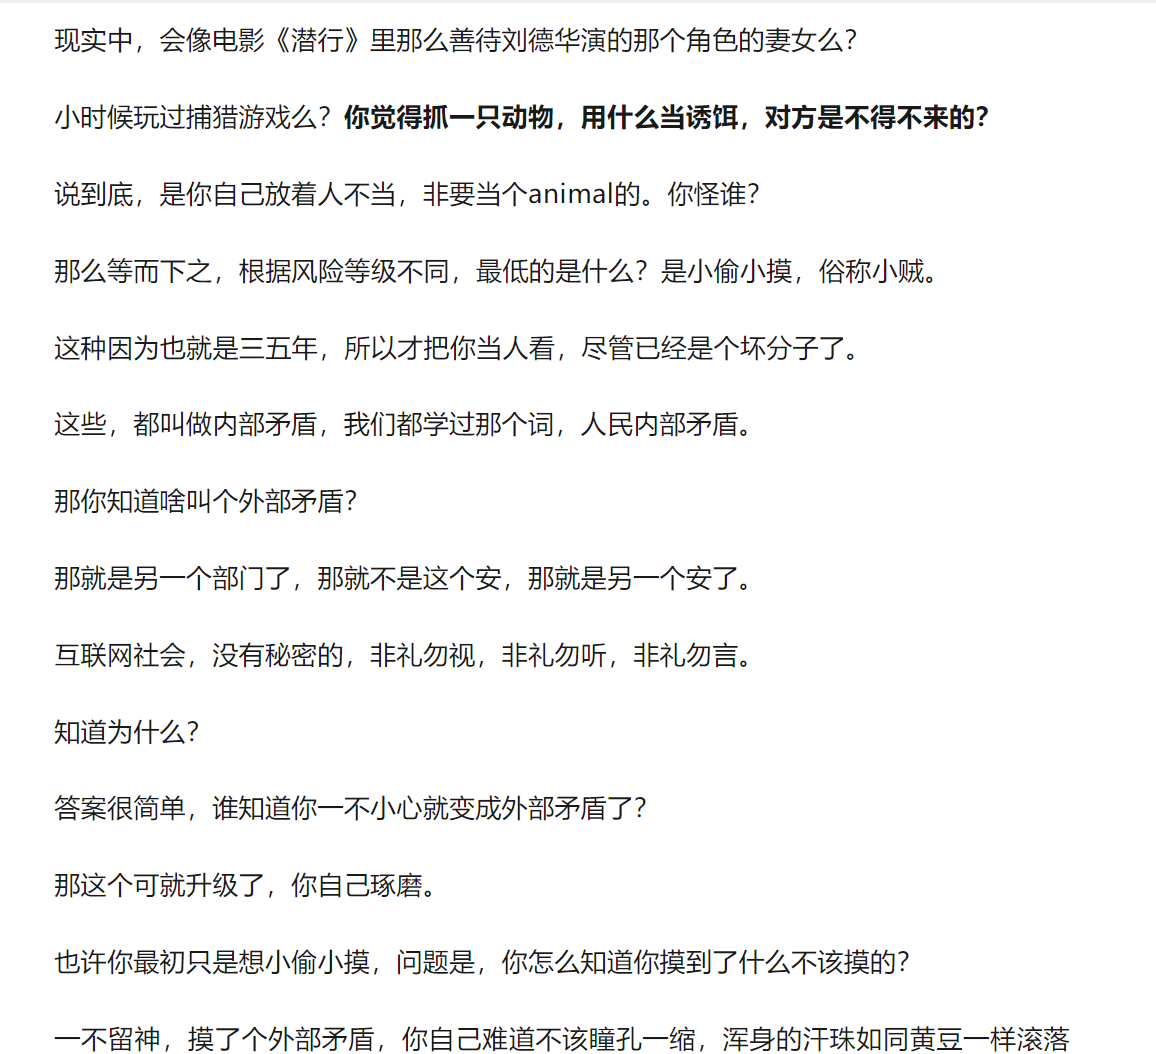 现实中，会像电影《潜行》里那么善待刘德华演的那个角色的妻女么？
小时候玩过捕猎游戏么？你觉得抓一只动物，用什么当诱饵，对方是不得不来的？
说到底，是你自己放着人不当，非要当个animal的。你怪谁？
那么等而下之，根据风险等级不同，最低的是什么？是小偷小摸，俗称小贼。
这种因为也就是三五年，所以才把你当人看，尽管已经是个坏分子了。
这些，都叫做内部矛盾，我们都学过那个词，人民内部矛盾。
那你知道啥叫个外部矛盾？
那就是另一个部门了，那就不是这个安，那就是另一个安了。
互联网社会，没有秘密的，非礼勿视，非礼勿听，非礼勿言。
知道为什么？
答案很简单，谁知道你一不小心就变成外部矛盾了？
那这个可就升级了，你自己琢磨。
也许你最初只是想小偷小摸，问题是，你怎么知道你摸到了什么不该摸的？
一不留神，摸了个外部矛盾，你自己难道不该瞳孔一缩，浑身的汗珠如同黄豆一样滚落